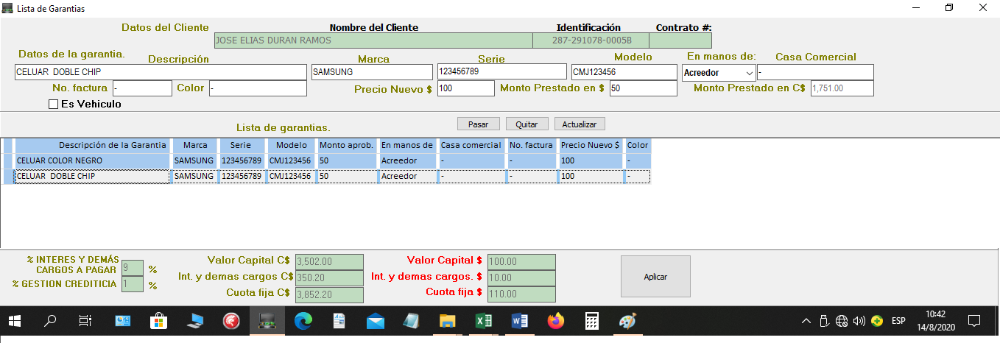 Lista de Garantias
Datos del Cliente Nombre del Cliente Identificación Contrato #:
JOSE ELIAS DURAN RAMOS 287-291078-0005B
Datos de la garantia. Descripción Marca Serie Modelo En manos de: Casa Comercial
CELUAR DOBLE CHIP SAMSUNG 123456789 CMJ123456 Acreedor -
No. factura - Color - Precio Nuevo $ 100 Monto Prestado en $ 50 Monto Prestado en C$ 1,751.00
Es Vehiculo
Lista de garantias. Pasar Quitar Actualizar
Descripción de la Garantia Marca Serie Modelo Monto aprob. En manos de Casa comercial No. factura Precio Nuevo $ Color
CELUAR COLOR NEGRO SAMSUNG 123456789 CMJ123456 50 Acreedor - - 100 -
CELUAR DOBLE CHIP SAMSUNG 123456789 CMJ123456 50 Acreedor - - 100 -
% INTERES Y DEMÁS
CARGOS A PAGAR 9 % Valor Capital C$ 3,502.00 Valor Capital $ 100.00
% GESTION CREDITICIA 1 % Int. y demas cargos C$ 350.20 Int. y demas cargos. $ 10.00 Aplicar
Cuota fija C$ 3,852.20 Cuota fija $ 110.00
ESP 10:42
14/8/2020